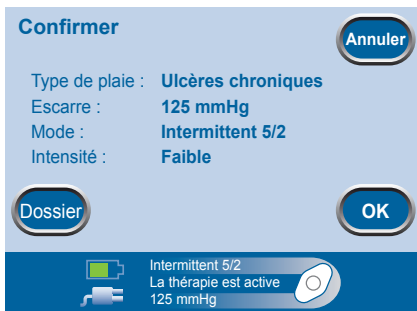 Confirmer
Annuler
Type de plaie : Ulcères chroniques
Escarre : 125 mmHg
Mode : Intermittent 5/2
Intensité : Faible
Dossier
OK
Intermittent 5/2
La thérapie est active
125 mmHg